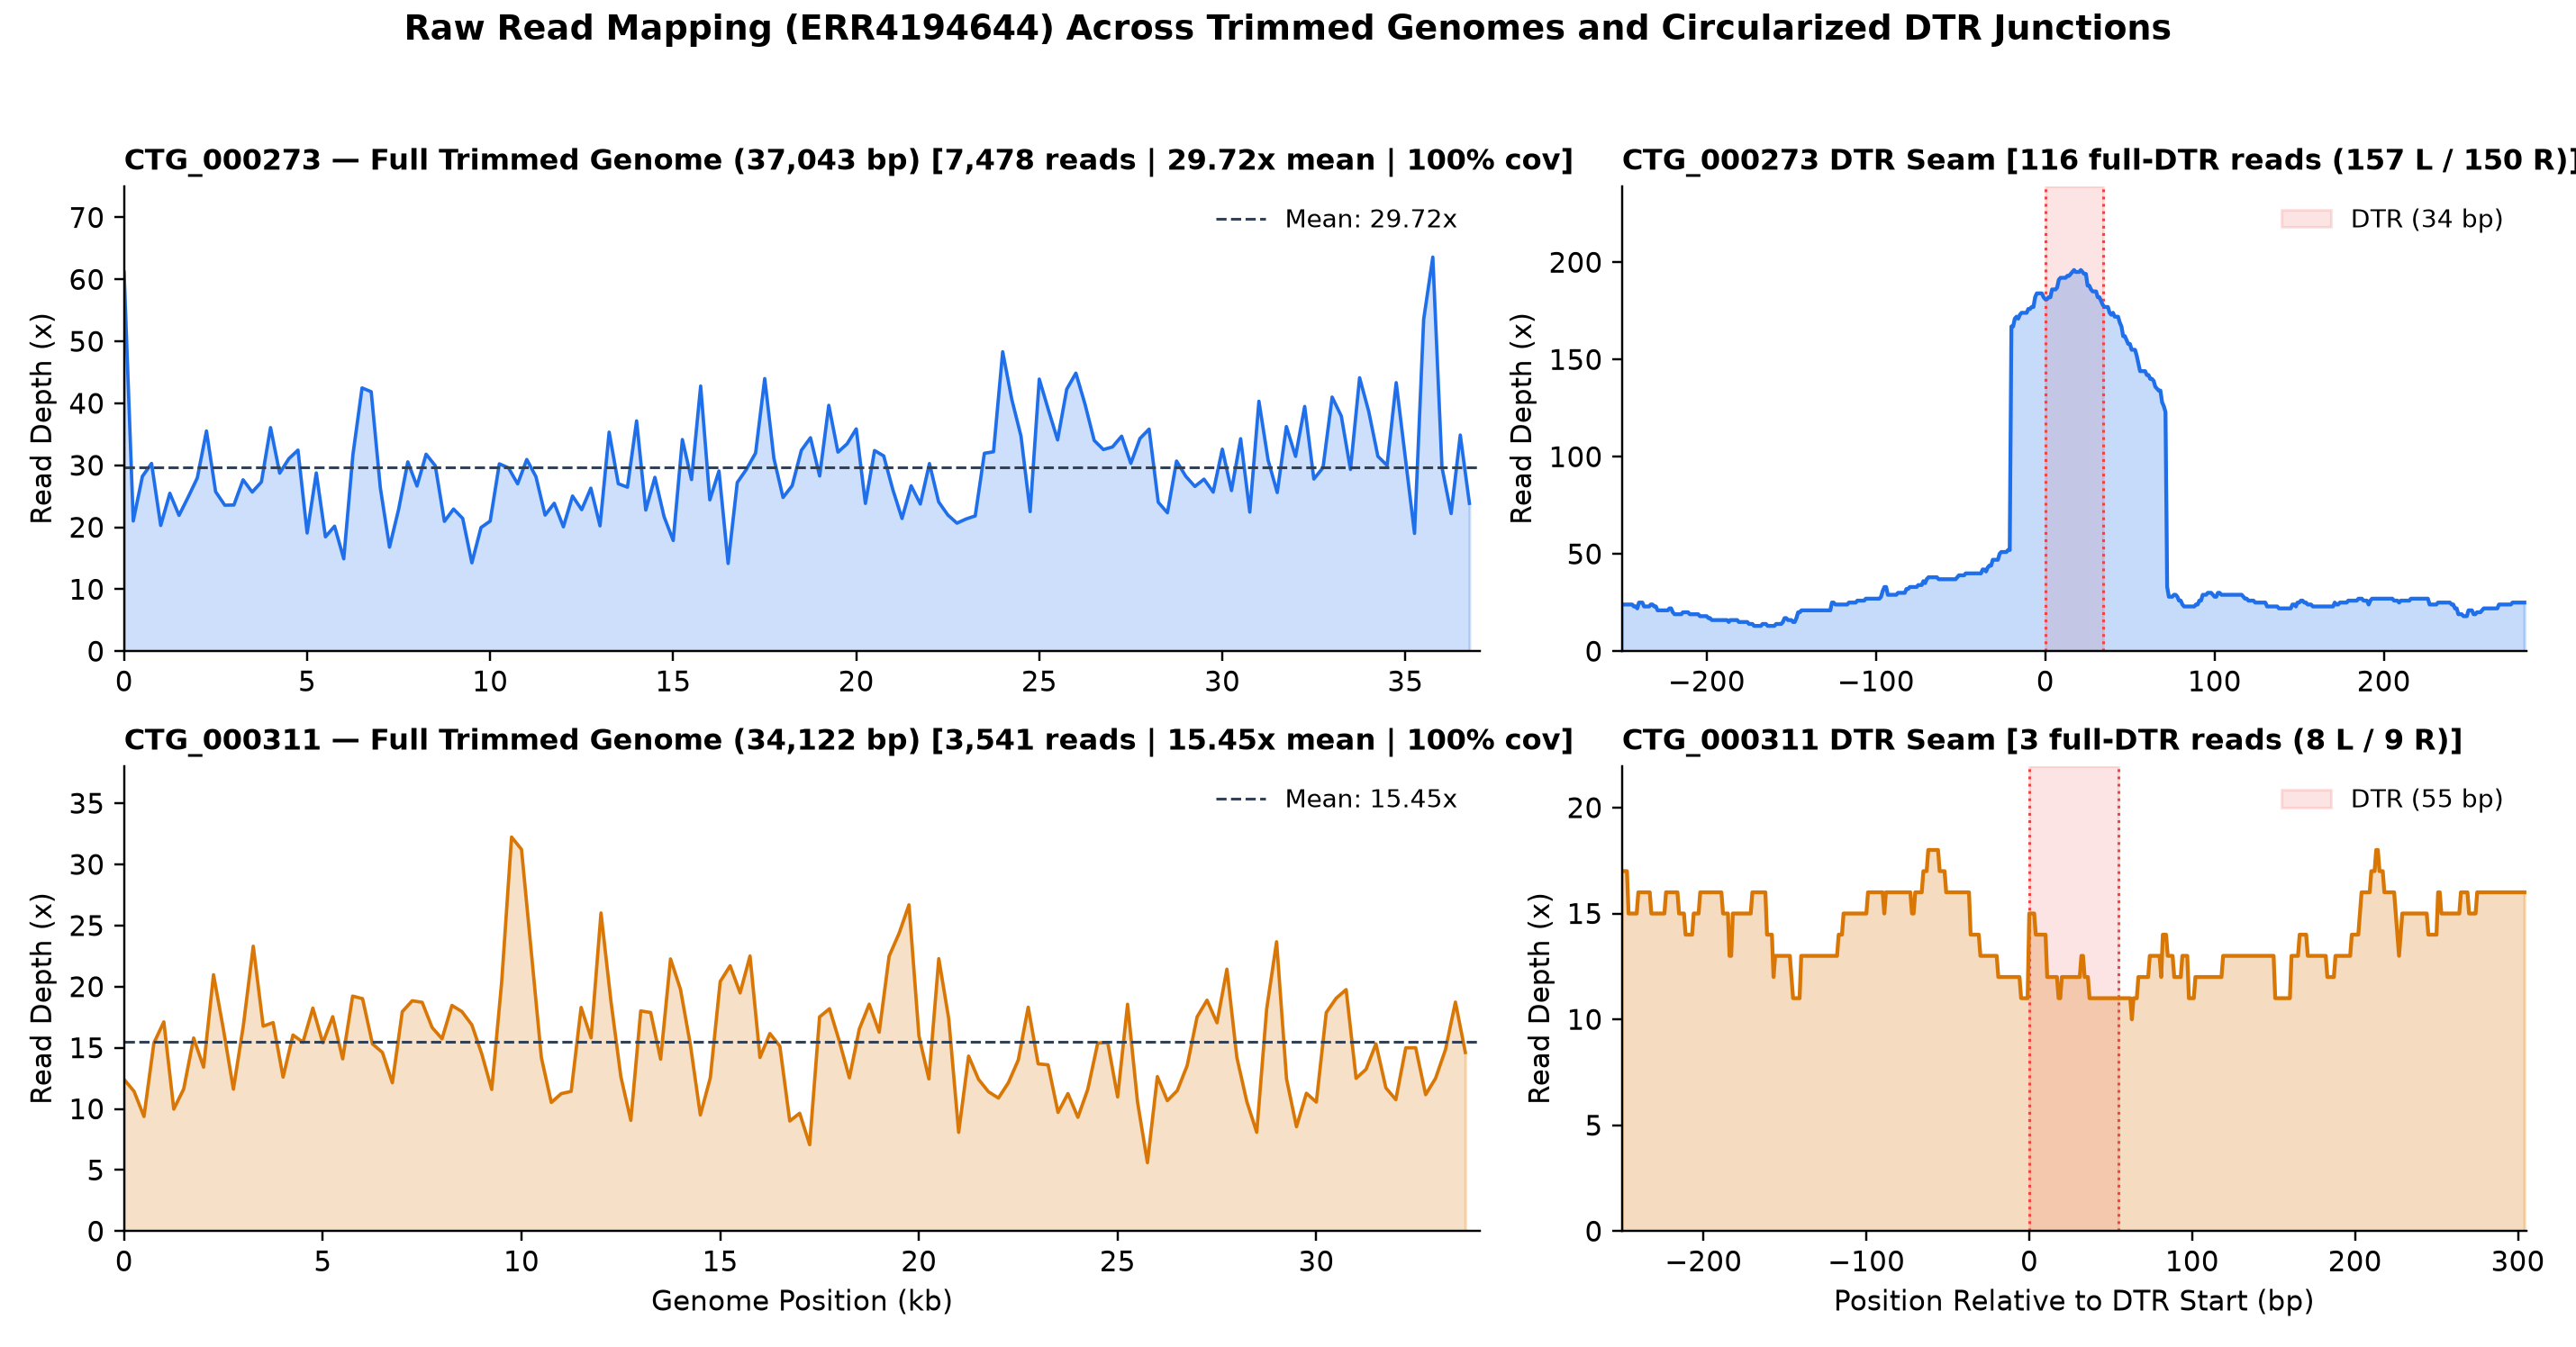 Raw Read Mapping (ERR4194644) Across Trimmed Genomes and Circularized DTR Junctions
CTG_000273 — Full Trimmed Genome (37,043 bp) [7,478 reads | 29.72x mean | 100% cov]
Read Depth (x)
70
60
50
40
30
20
10
0
Mean: 29.72x
0 5 10 15 20 25 30 35
CTG_000273 DTR Seam [116 full-DTR reads (157 L / 150 R)]
Read Depth (x)
200
150
100
50
0
DTR (34 bp)
−200 −100 0 100 200
CTG_000311 — Full Trimmed Genome (34,122 bp) [3,541 reads | 15.45x mean | 100% cov]
Read Depth (x)
35
30
25
20
15
10
5
0
Mean: 15.45x
0 5 10 15 20 25 30
Genome Position (kb)
CTG_000311 DTR Seam [3 full-DTR reads (8 L / 9 R)]
Read Depth (x)
20
15
10
5
0
DTR (55 bp)
−200 −100 0 100 200 300
Position Relative to DTR Start (bp)